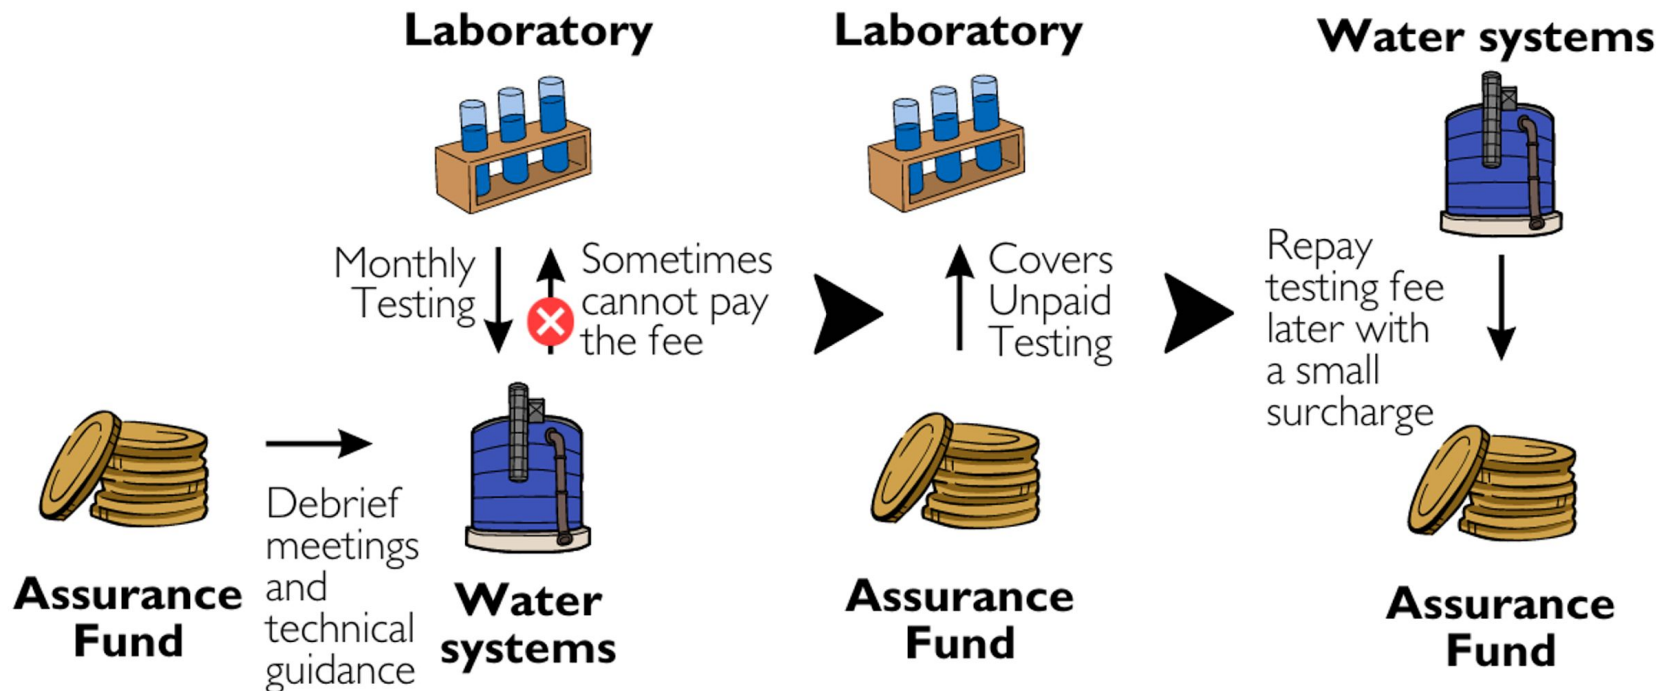 Laboratory
Monthly
Testing
Sometimes
cannot pay
the fee
Assurance
Fund
Debrief
meetings
and
technical
guidance
Water
systems
Laboratory
Covers
Unpaid
Testing
Assurance
Fund
Water systems
Repay
testing fee
later with
a small
surcharge
Assurance
Fund